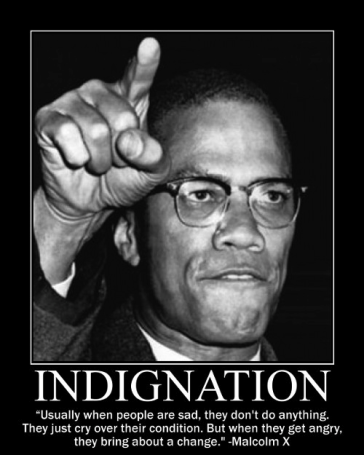 INDIGNATION
“Usually when people are sad, they don't do anything.
They just cry over their condition. But when they get angry,
they bring about a change." -Malcolm X